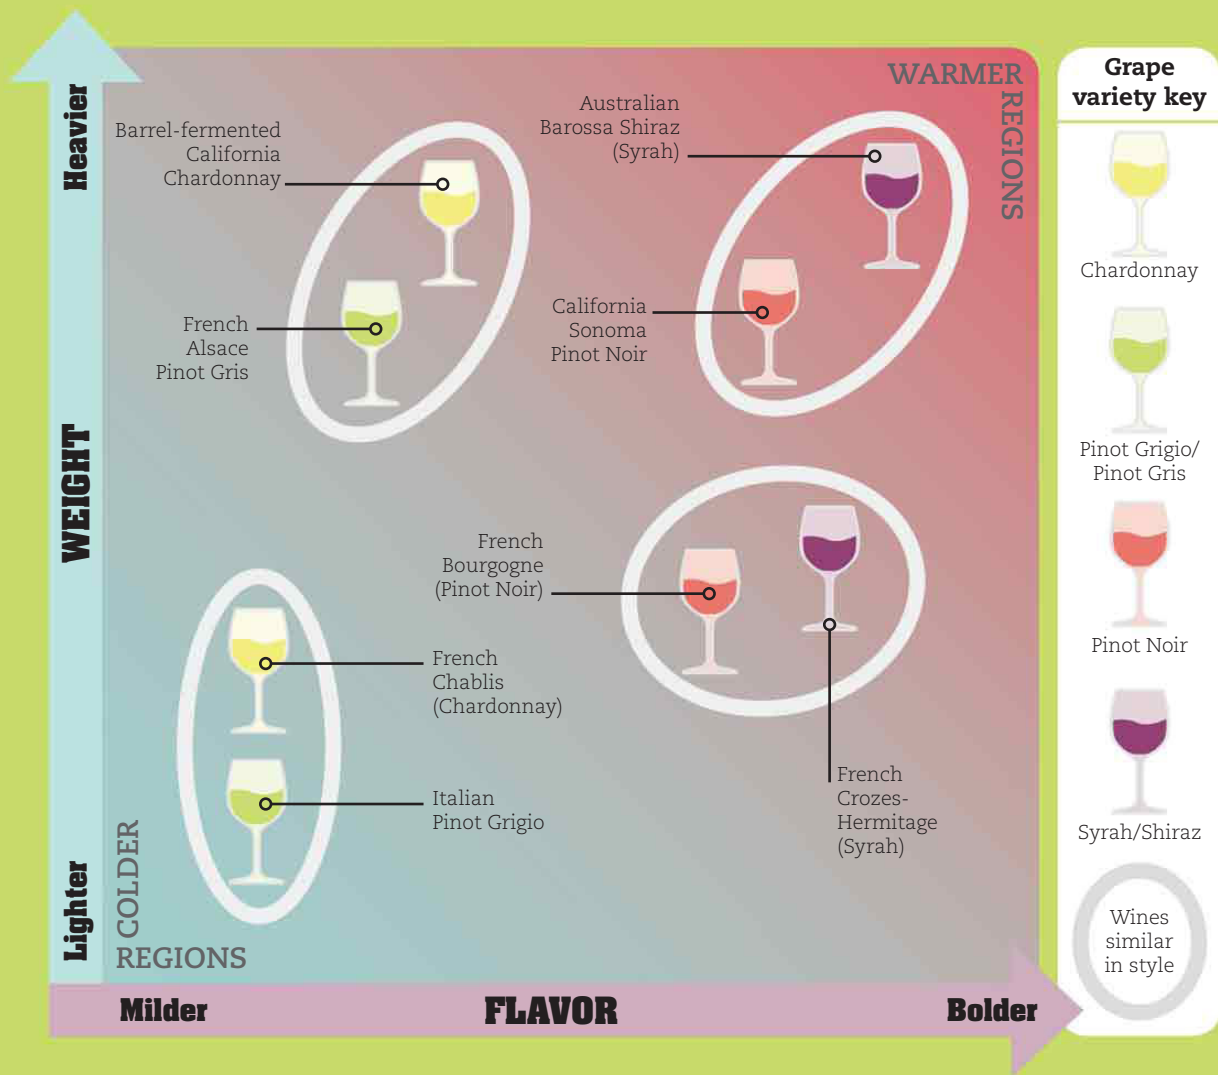 Heavier
WEIGHT
Lighter
WARMER
REGIONS
Barrel-fermented
California
Chardonnay
Australian
Barossa Shiraz
(Syrah)
French
Alsace
Pinot Gris
California
Sonoma
Pinot Noir
French
Bourgogne
(Pinot Noir)
French
Chablis
(Chardonnay)
Italian
Pinot Grigio
French
Crozes-
Hermitage
(Syrah)
COLDER
REGIONS
Milder
FLAVOR
Bolder
Grape
variety key
Chardonnay
Pinot Grigio/
Pinot Gris
Pinot Noir
Syrah/Shiraz
Wines
similar
in style